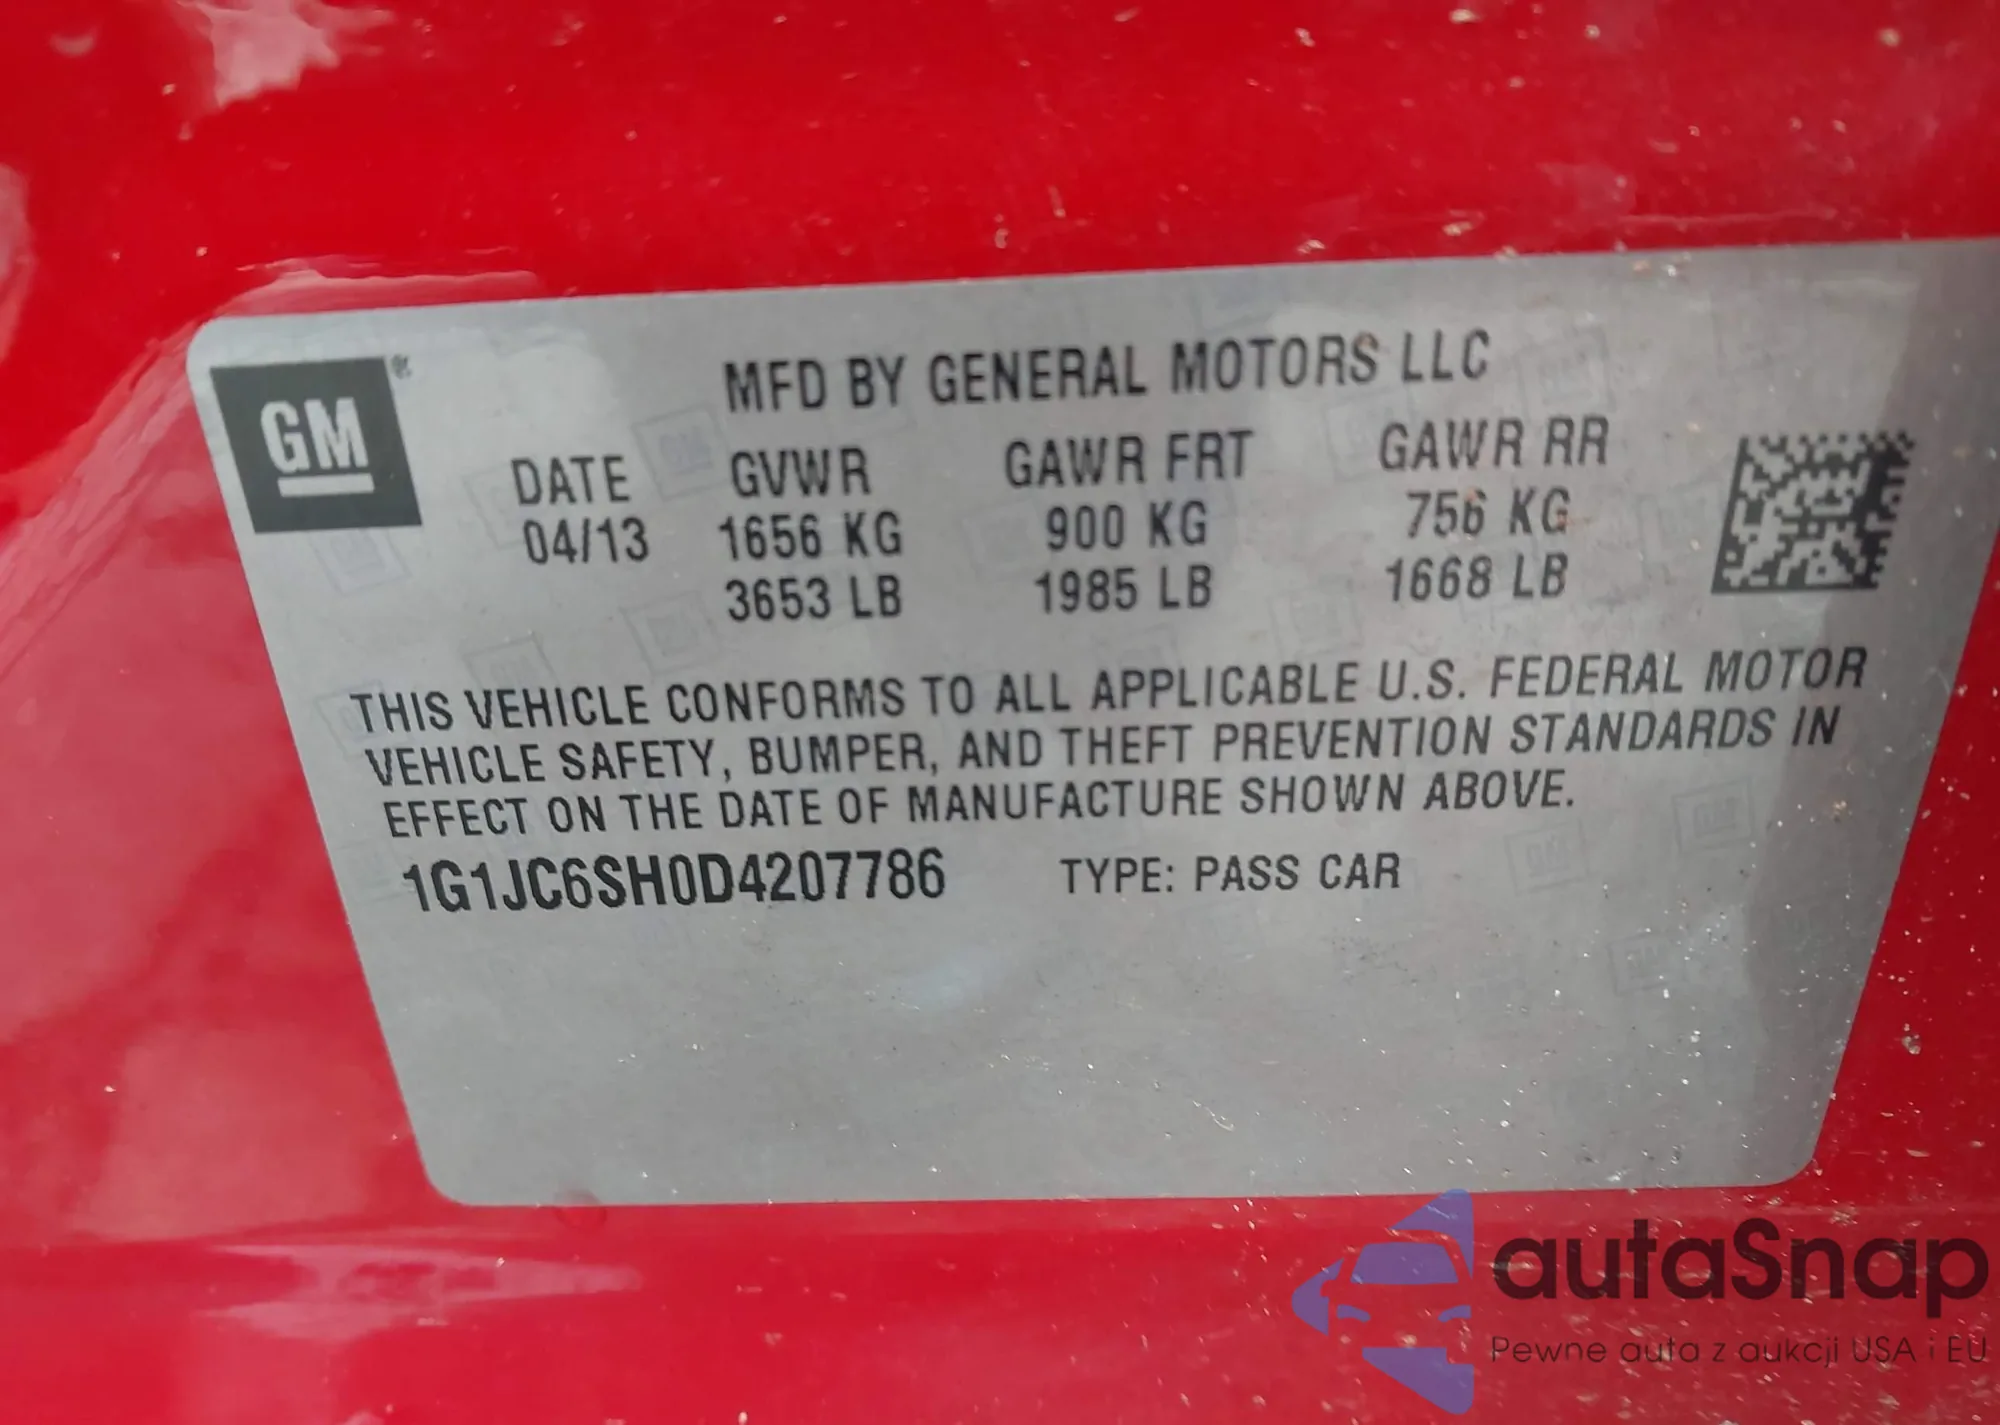 GM ®
MFD BY GENERAL MOTORS LLC
DATE GVWR GAWR FRT GAWR RR
04/13 1656 KG 900 KG 756 KG
3653 LB 1985 LB 1668 LB
THIS VEHICLE CONFORMS TO ALL APPLICABLE U.S. FEDERAL MOTOR
VEHICLE SAFETY, BUMPER, AND THEFT PREVENTION STANDARDS IN
EFFECT ON THE DATE OF MANUFACTURE SHOWN ABOVE.
1G1JC6SH0D4207786 TYPE: PASS CAR
autaSnap
Pewne auta z aukcji USA i EU